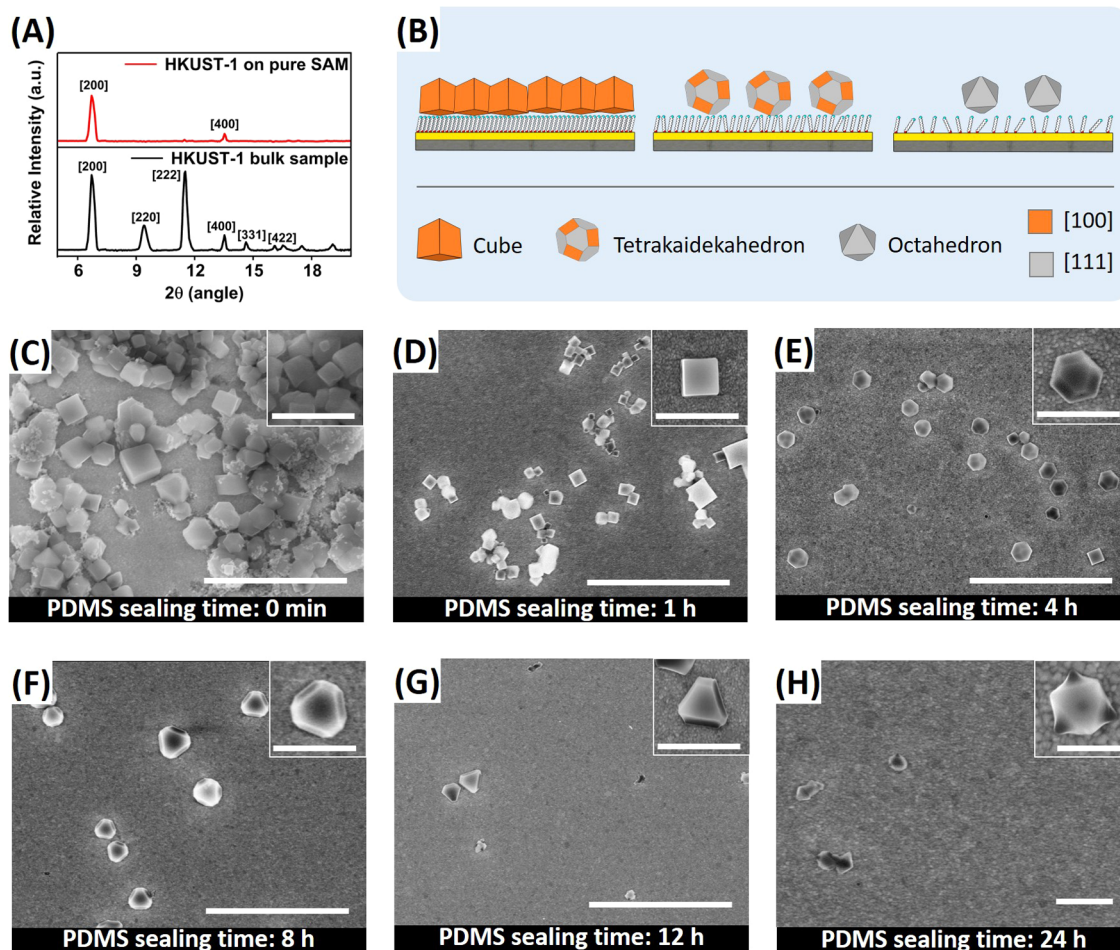 (A)
Relative Intensity (a.u.)
HKUST-1 on pure SAM
[200]
[400]
HKUST-1 bulk sample
[200]
[220]
[222]
[400]
[331]
[422]
6 9 12 15 18
2θ (angle)
(B)
Cube
Tetrakaidekahedron
Octahedron
[100]
[111]
(C)
PDMS sealing time: 0 min
(D)
PDMS sealing time: 1 h
(E)
PDMS sealing time: 4 h
(F)
PDMS sealing time: 8 h
(G)
PDMS sealing time: 12 h
(H)
PDMS sealing time: 24 h